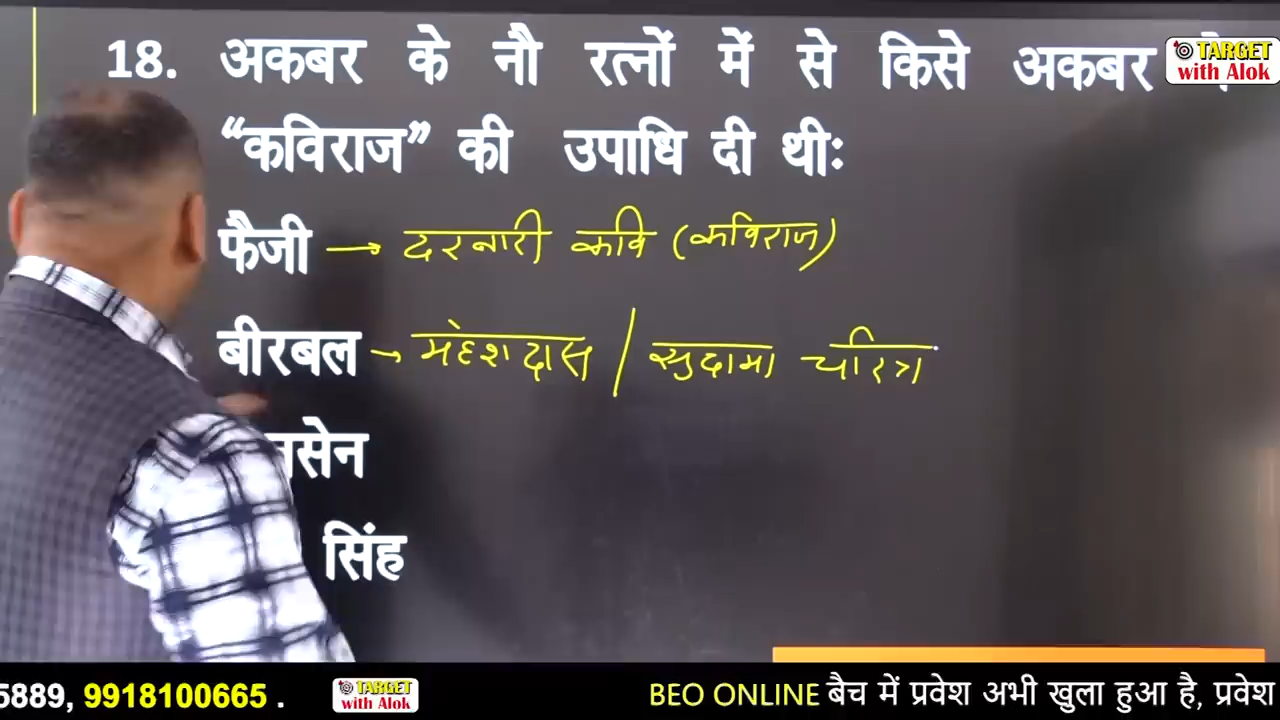 18. अकबर के नौ रत्नों में से किसे अकबर
TARGET
with Alok
“कविराज” की उपाधि दी थीः
फैजी → दरबारी कवि (कविराज)
बीरबल → महेशदास / सुदामा चरित्र
सिंह
5889, 9918100665 .
TARGET
with Alok
BEO ONLINE बैच में प्रवेश अभी खुला हुआ है, प्रवेश